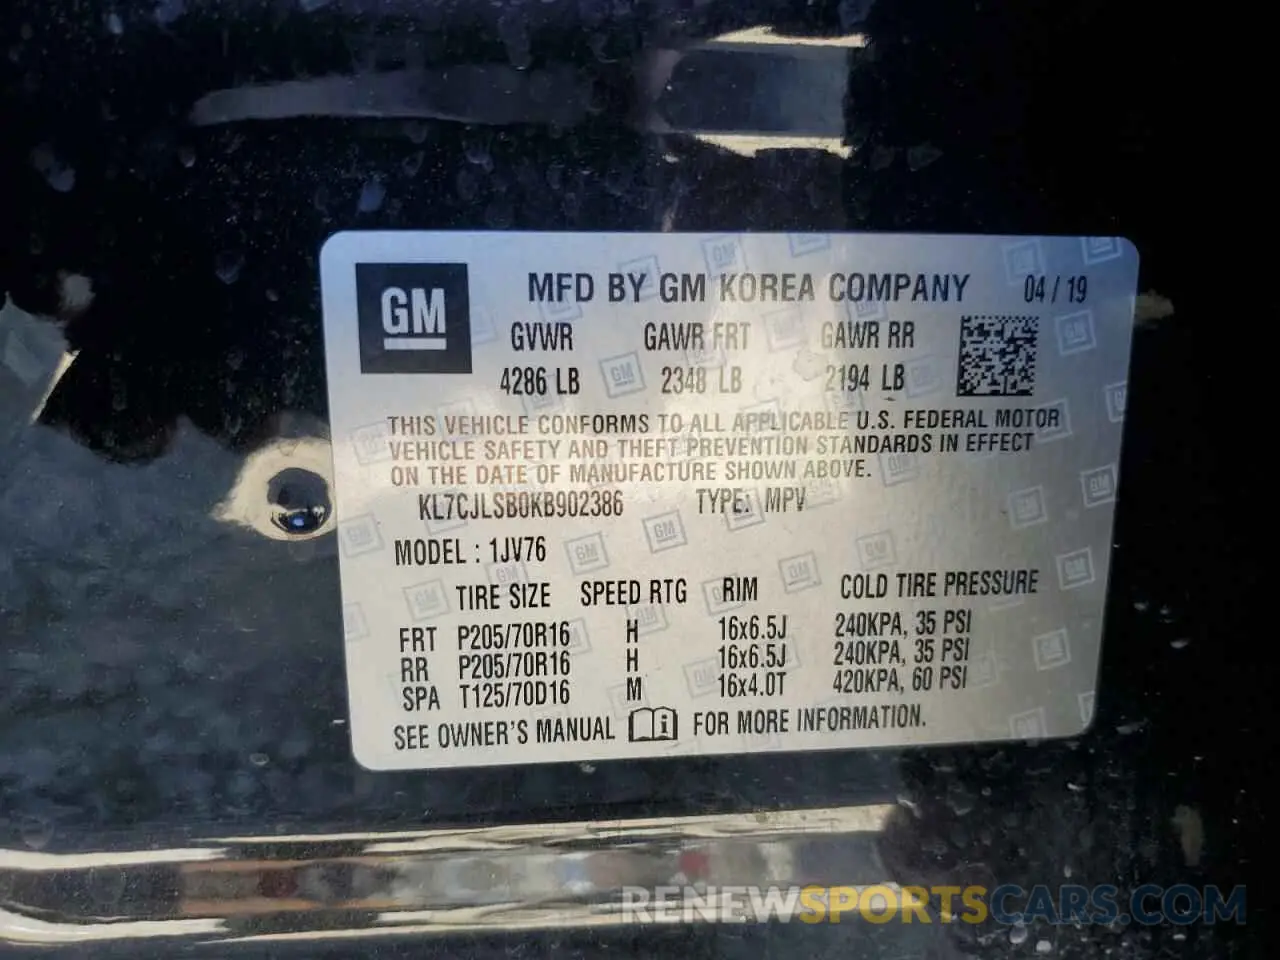 GM
MFD BY GM KOREA COMPANY 04 / 19
GVWR GAWR FRT GAWR RR
4286 LB 2348 LB 2194 LB
THIS VEHICLE CONFORMS TO ALL APPLICABLE U.S. FEDERAL MOTOR
VEHICLE SAFETY AND THEFT PREVENTION STANDARDS IN EFFECT
ON THE DATE OF MANUFACTURE SHOWN ABOVE.
KL7CJLSB0KB902386 TYPE: MPV
MODEL : 1JV76
TIRE SIZE SPEED RTG RIM COLD TIRE PRESSURE
FRT P205/70R16 H 16x6.5J 240KPA, 35 PSI
RR P205/70R16 H 16x6.5J 240KPA, 35 PSI
SPA T125/70D16 M 16x4.0T 420KPA, 60 PSI
SEE OWNER'S MANUAL i FOR MORE INFORMATION.
RENEWSPORTSCARS.COM